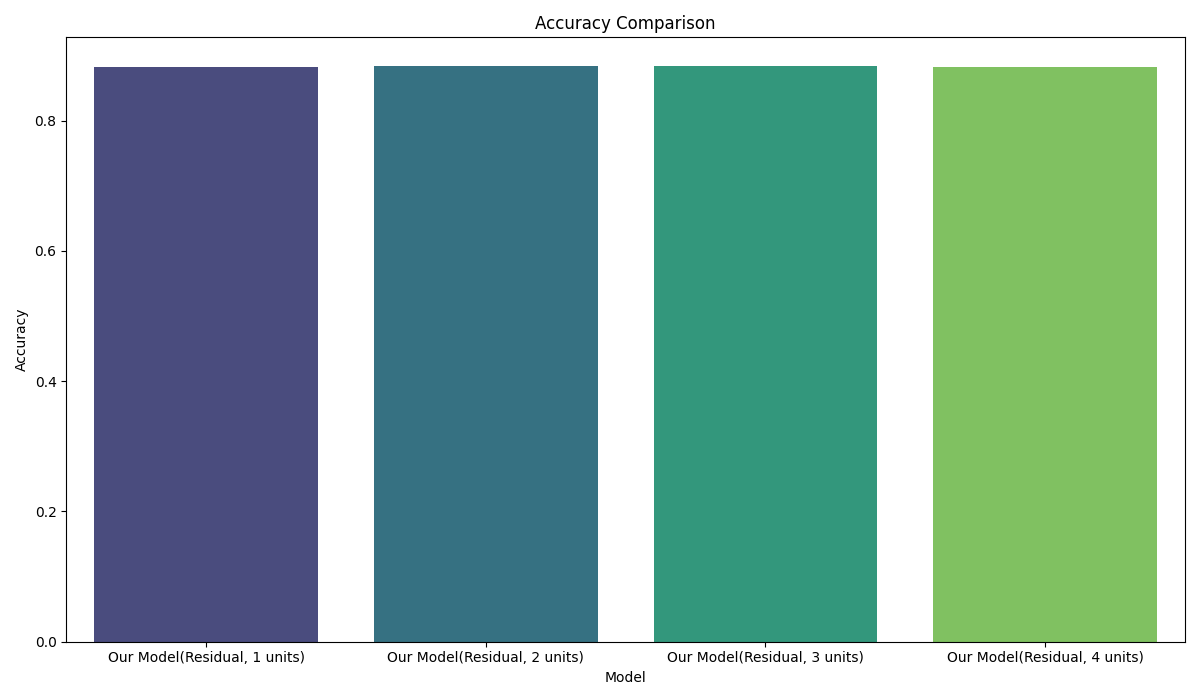 Accuracy Comparison
Accuracy
0.8
0.6
0.4
0.2
0.0
Our Model(Residual, 1 units) Our Model(Residual, 2 units) Our Model(Residual, 3 units) Our Model(Residual, 4 units)
Model